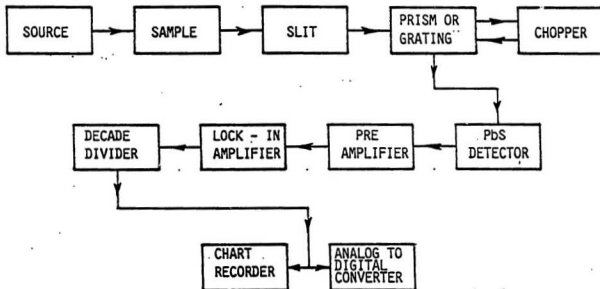 SOURCE
SAMPLE
SLIT
PRISM OR
GRATING
CHOPPER
DECADE
DIVIDER
LOCK - IN
AMPLIFIER
PRE
AMPLIFIER
PbS
DETECTOR
CHART
RECORDER
ANALOG TO
DIGITAL
CONVERTER